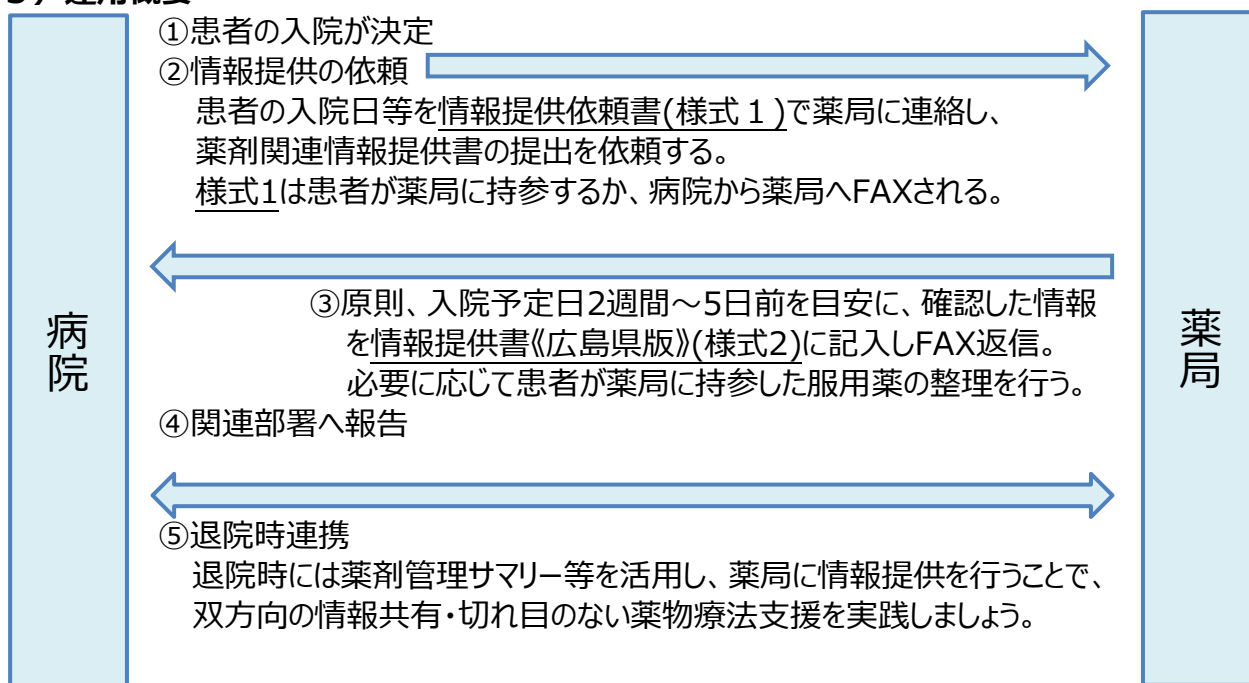 3）運用概要
①患者の入院が決定
②情報提供の依頼
患者の入院日等を情報提供依頼書(様式１)で薬局に連絡し、
薬剤関連情報提供書の提出を依頼する。
様式1は患者が薬局に持参するか、病院から薬局へFAXされる。
③原則、入院予定日2週間～5日前を目安に、確認した情報
を情報提供書《広島県版》(様式2)に記入しFAX返信。
必要に応じて患者が薬局に持参した服用薬の整理を行う。
④関連部署へ報告
⑤退院時連携
退院時には薬剤管理サマリー等を活用し、薬局に情報提供を行うことで、
双方向の情報共有・切れ目のない薬物療法支援を実践しましょう。
病院
薬局